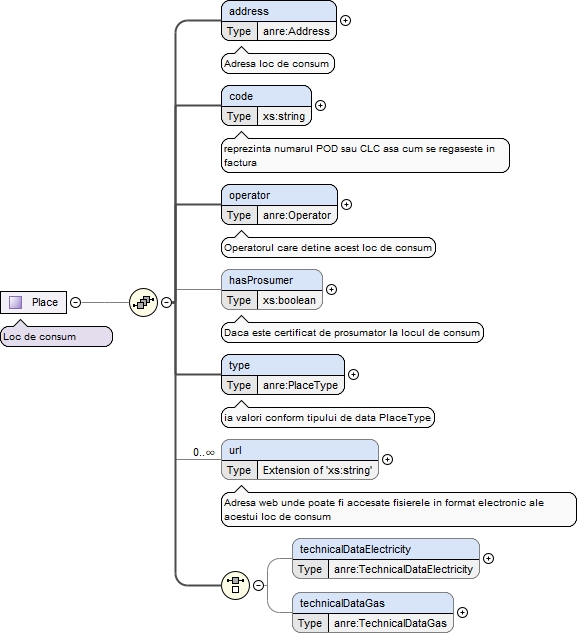 address
Type anre:Address
Adresa loc de consum
code
Type xs:string
reprezinta numarul POD sau CLC asa cum se regaseste in
factura
operator
Type anre:Operator
Operatorul care detine acest loc de consum
hasProsumer
Type xs:boolean
Place
Loc de consum
Daca este certificat de prosumator la locul de consum
type
Type anre:PlaceType
ia valori conform tipului de data PlaceType
0..∞
url
Type Extension of 'xs:string'
Adresa web unde poate fi accesate fisierele in format electronic ale
acestui loc de consum
technicalDataElectricity
Type anre:TechnicalDataElectricity
technicalDataGas
Type anre:TechnicalDataGas